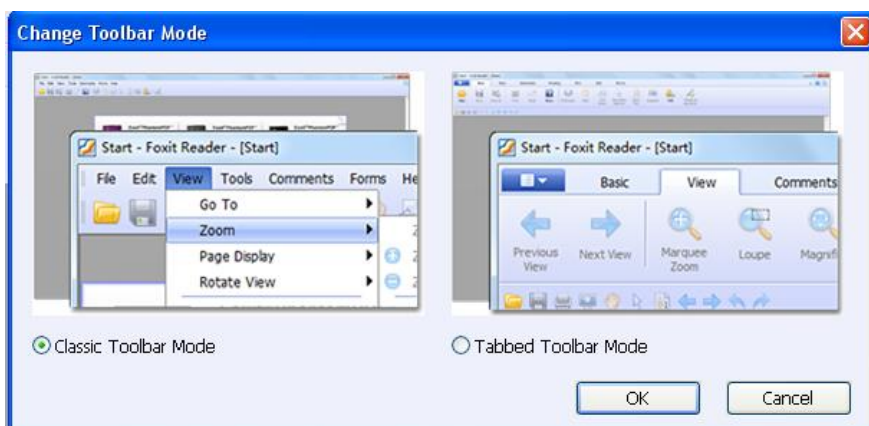 Change Toolbar Mode
Start - Foxit Reader - [Start]
File Edit View Tools Comments Forms He
Go To
Zoom
Page Display
Rotate View
Start - Foxit Reader - [Start]
Basic View Comments
Previous View Next View Marquee Zoom Loupe Magnifi
Classic Toolbar Mode
Tabbed Toolbar Mode
OK Cancel